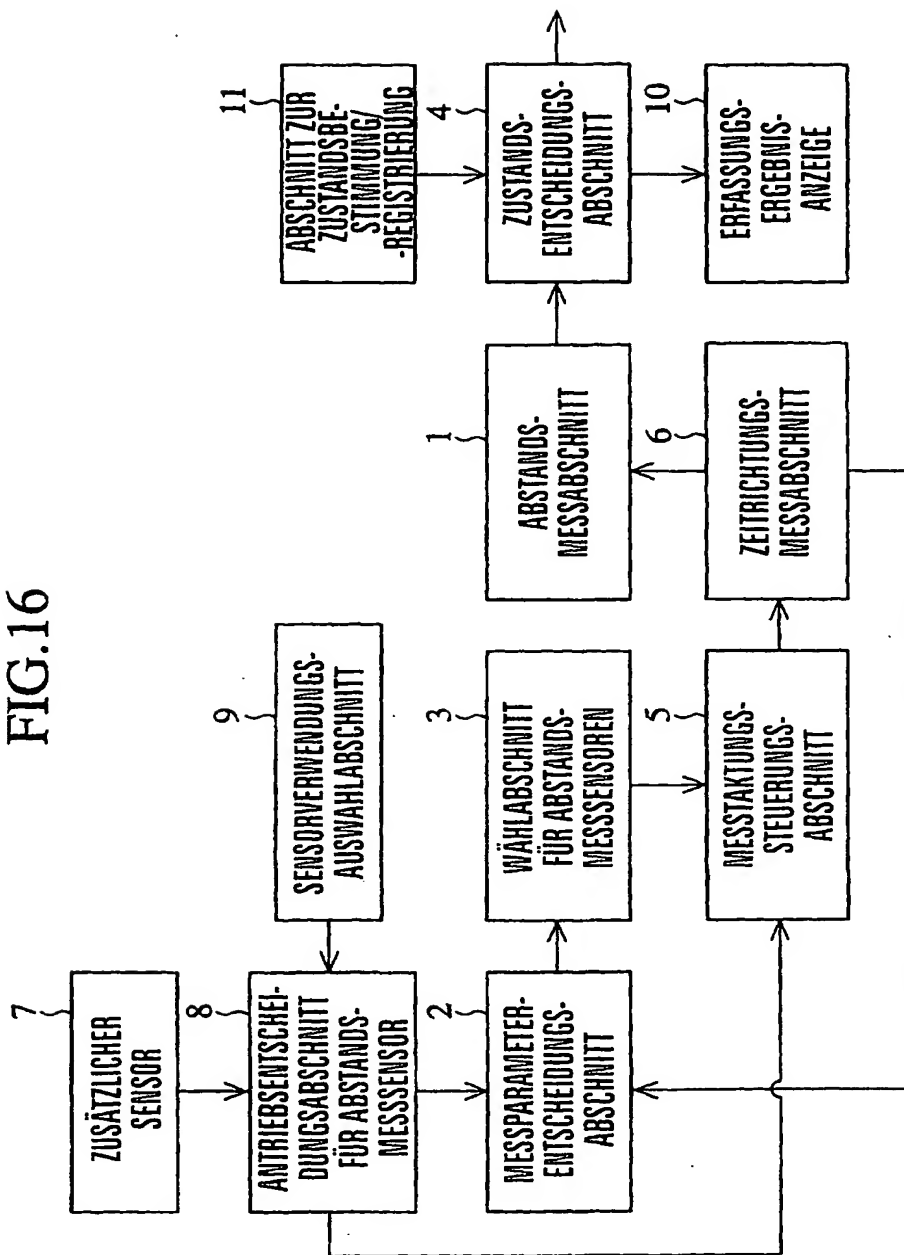 FIG.16
7
ZUSÄTZLICHER
SENSOR
8
ANTRIEBSENTSCHEI-
DUNGSABSCHNITT
FÜR ABSTANDS-
MESSSENSOR
9
SENSORVERWENDUNGS-
AUSWAHLABSCHNITT
2
MESSPARAMETER-
ENTSCHEIDUNGS-
ABSCHNITT
3
WÄHLABSCHNITT
FÜR ABSTANDS-
MESSSENSOREN
5
MESSTAKTUNGS-
STEUERUNGS-
ABSCHNITT
1
ABSTANDS-
MESSABSCHNITT
6
ZEITRICHTUNGS-
MESSABSCHNITT
11
ABSCHNITT ZUR
ZUSTANDSBE-
STIMMUNG/
-REGISTRIERUNG
4
ZUSTANDS-
ENTSCHEIDUNGS-
ABSCHNITT
10
ERFASSUNGS-
ERGEBNIS-
ANZEIGE